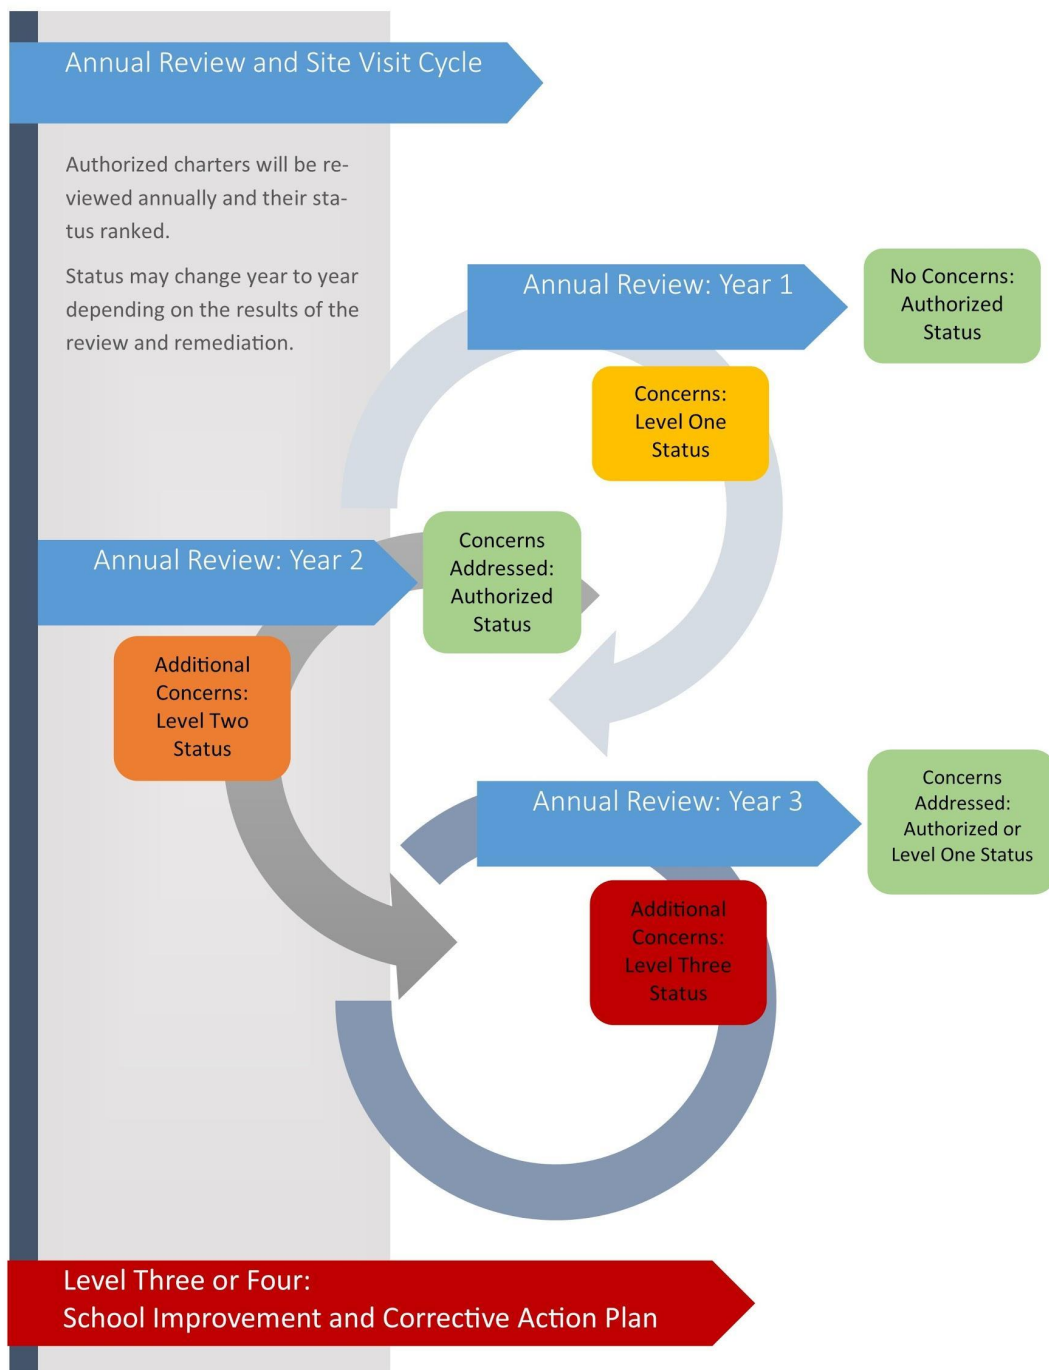 Annual Review and Site Visit Cycle
Authorized charters will be re-
viewed annually and their sta-
tus ranked.
Status may change year to year
depending on the results of the
review and remediation.
Annual Review: Year 1
No Concerns:
Authorized
Status
Concerns:
Level One
Status
Annual Review: Year 2
Concerns
Addressed:
Authorized
Status
Additional
Concerns:
Level Two
Status
Annual Review: Year 3
Concerns
Addressed:
Authorized or
Level One Status
Additional
Concerns:
Level Three
Status
Level Three or Four:
School Improvement and Corrective Action Plan